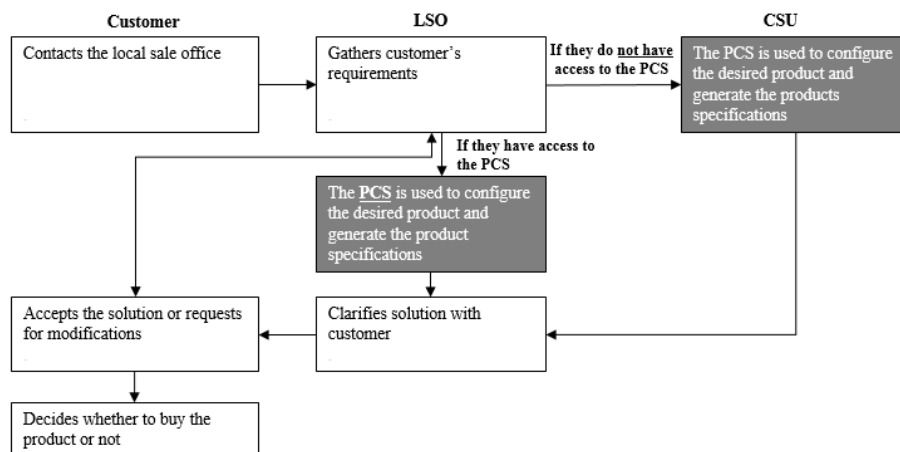 Customer
LSO
CSU
Contacts the local sale office
Gathers customer's
requirements
If they do not have
access to the PCS
The PCS is used to configure
the desired product and
generate the products
specifications
If they have access to
the PCS
The PCS is used to configure
the desired product and
generate the product
specifications
Accepts the solution or requests
for modifications
Clarifies solution with
customer
Decides whether to buy the
product or not